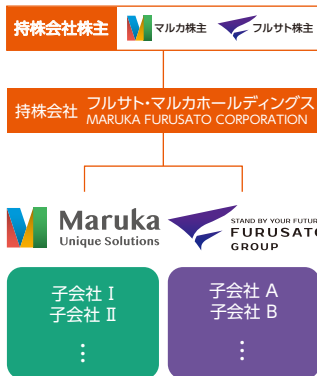 持株会社株主 マルカ株主 フルサト株主
持株会社 フルサト・マルカホールディングス
MARUKA FURUSATO CORPORATION
Maruka
Unique Solutions
STAND BY YOUR FUTUR
FURUSATO
GROUP
子会社 I
子会社 II
⋮
子会社 A
子会社 B
⋮